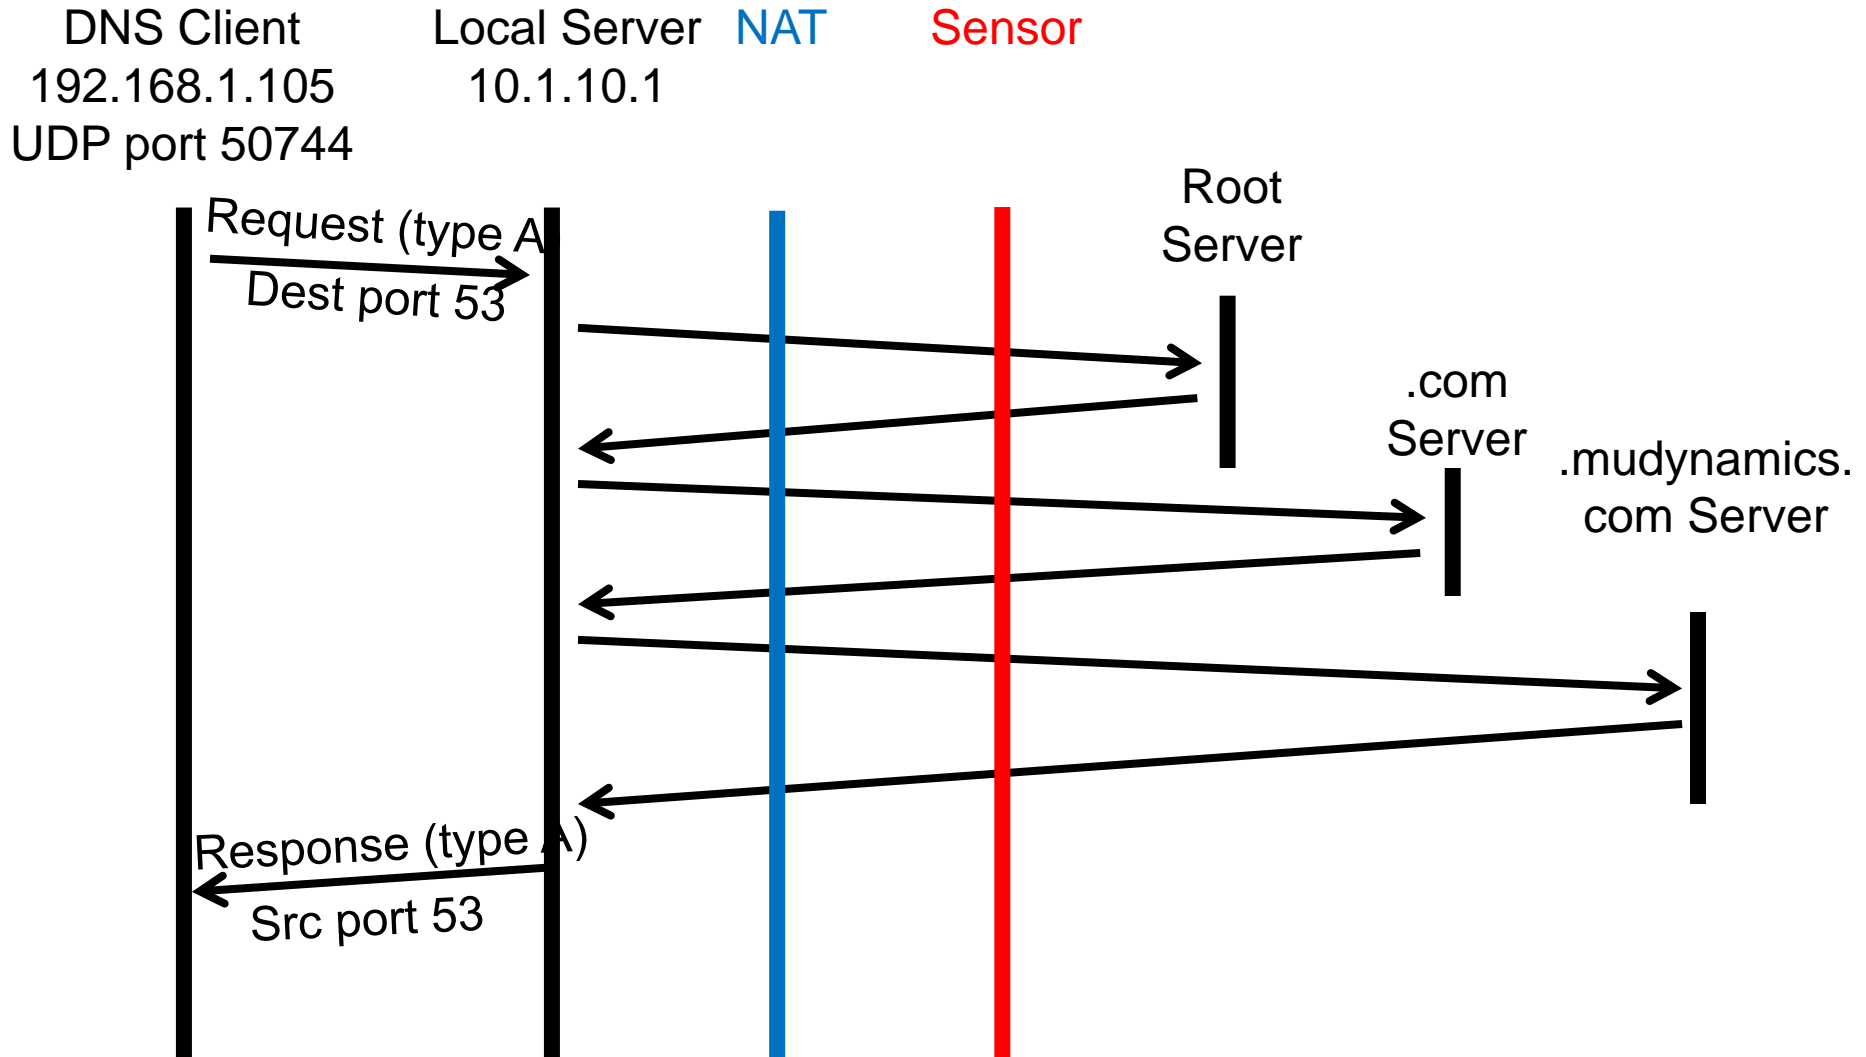 DNS Client
192.168.1.105
UDP port 50744
Local Server
10.1.10.1
NAT
Sensor
Root
Server
.com
Server
.mudynamics.
com Server
Request (type A)
Dest port 53
Response (type A)
Src port 53